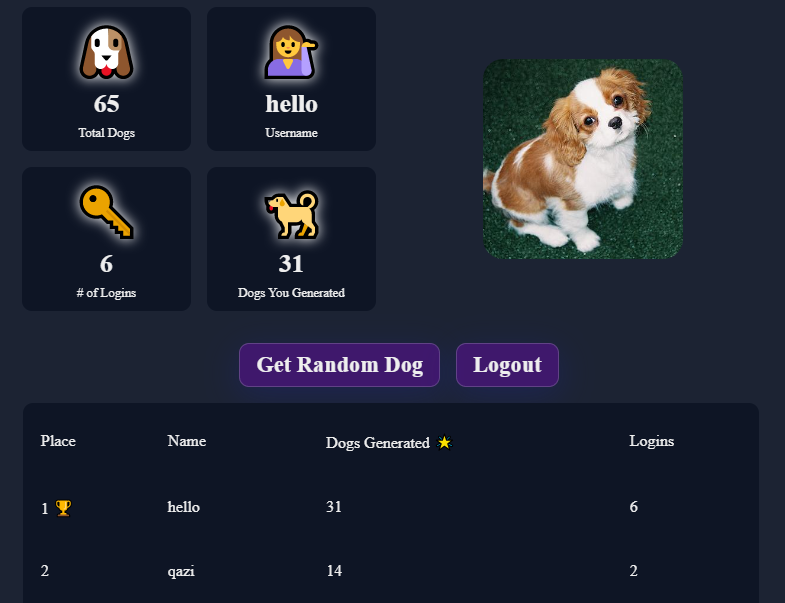 65
Total Dogs
hello
Username
6
# of Logins
31
Dogs You Generated
Get Random Dog
Logout
Place Name Dogs Generated Logins
1 hello 31 6
2 qazi 14 2